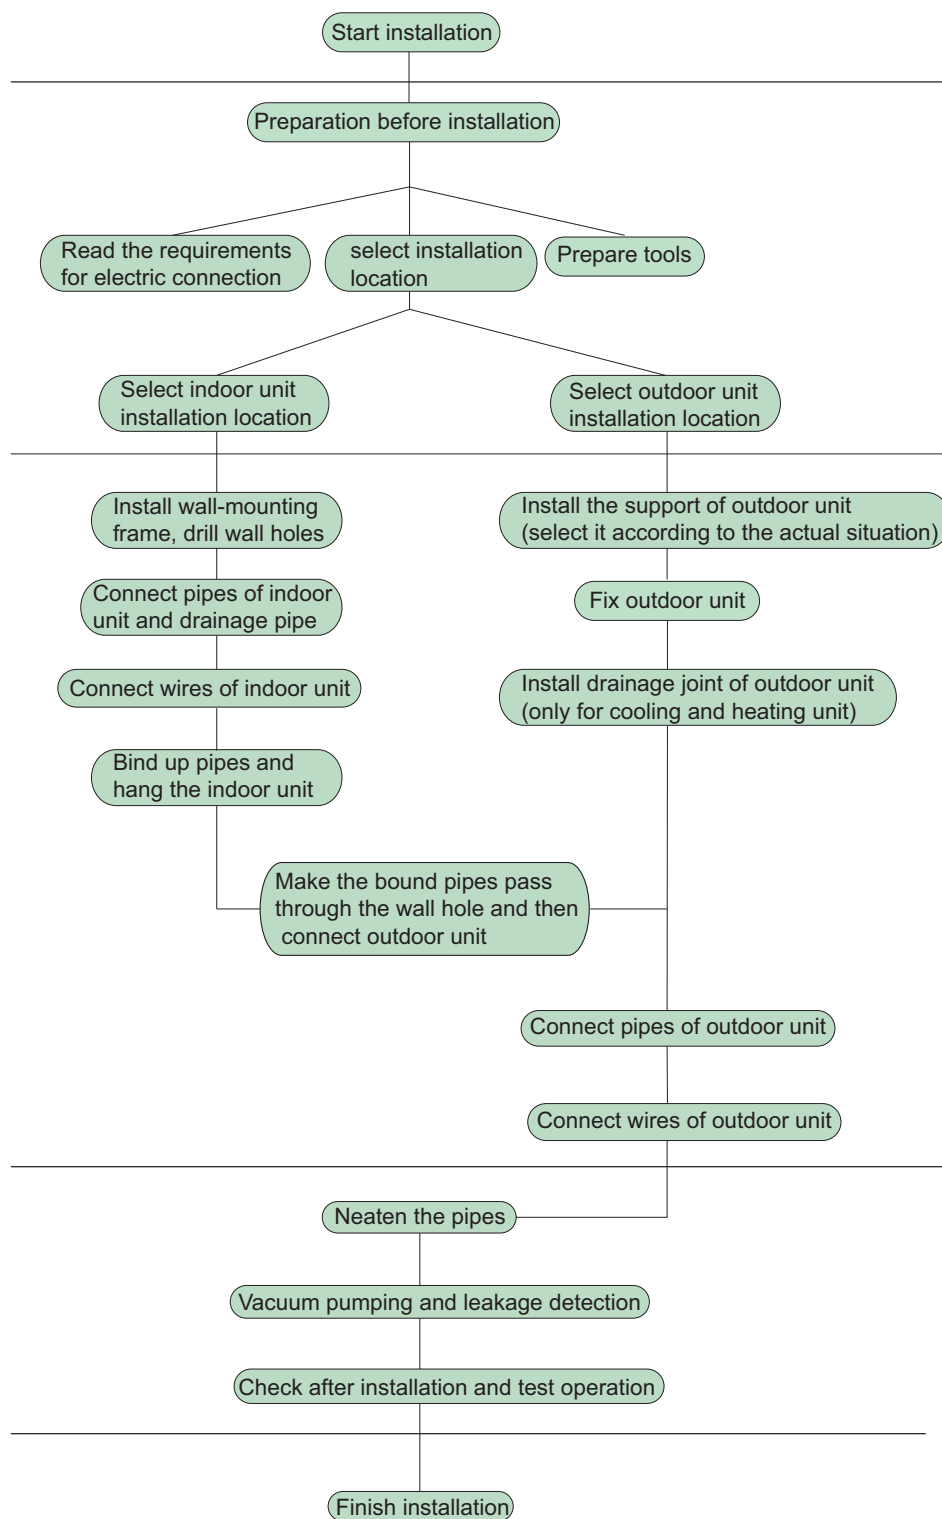 Start installation
Preparation before installation
Read the requirements
for electric connection
select installation
location
Prepare tools
Select indoor unit
installation location
Select outdoor unit
installation location
Install wall-mounting
frame, drill wall holes
Install the support of outdoor unit
(select it according to the actual situation)
Connect pipes of indoor
unit and drainage pipe
Fix outdoor unit
Connect wires of indoor unit
Install drainage joint of outdoor unit
(only for cooling and heating unit)
Bind up pipes and
hang the indoor unit
Make the bound pipes pass
through the wall hole and then
connect outdoor unit
Connect pipes of outdoor unit
Connect wires of outdoor unit
Neaten the pipes
Vacuum pumping and leakage detection
Check after installation and test operation
Finish installation